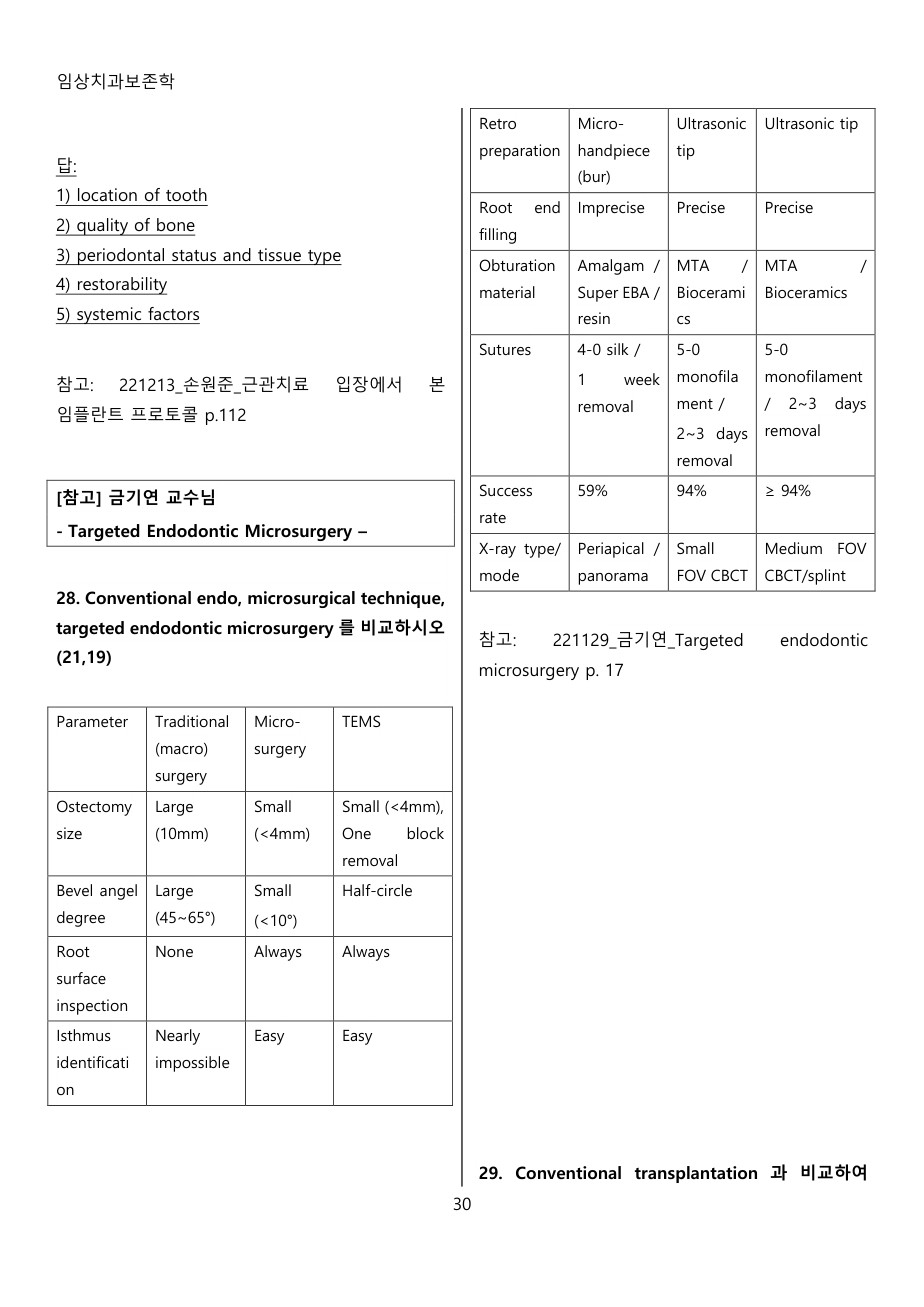 임상치과보존학
답:
1) location of tooth
2) quality of bone
3) periodontal status and tissue type
4) restorability
5) systemic factors
참고: 221213_손원준_근관치료 입장에서 본
임플란트 프로토콜 p.112
[참고] 금기연 교수님
- Targeted Endodontic Microsurgery –
28. Conventional endo, microsurgical technique,
targeted endodontic microsurgery 를 비교하시오
(21,19)
Parameter Traditional Micro- TEMS
(macro) surgery
surgery
Ostectomy Large Small Small (<4mm),
size (10mm) (<4mm) One block
removal
Bevel angel Large Small Half-circle
degree (45~65°) (<10°)
Root None Always Always
surface
inspection
Isthmus Nearly Easy Easy
identificati impossible
on
Retro Micro- Ultrasonic Ultrasonic tip
preparation handpiece tip
(bur)
Root end Imprecise Precise Precise
filling
Obturation Amalgam / MTA / MTA /
material Super EBA / Biocerami Bioceramics
resin cs
Sutures 4-0 silk / 5-0 5-0
1 week monofila monofilament
removal ment / / 2~3 days
2~3 days removal
removal
Success 59% 94% ≥ 94%
rate
X-ray type/ Periapical / Small Medium FOV
mode panorama FOV CBCT CBCT/splint
참고: 221129_금기연_Targeted endodontic
microsurgery p. 17
29. Conventional transplantation 과 비교하여
30